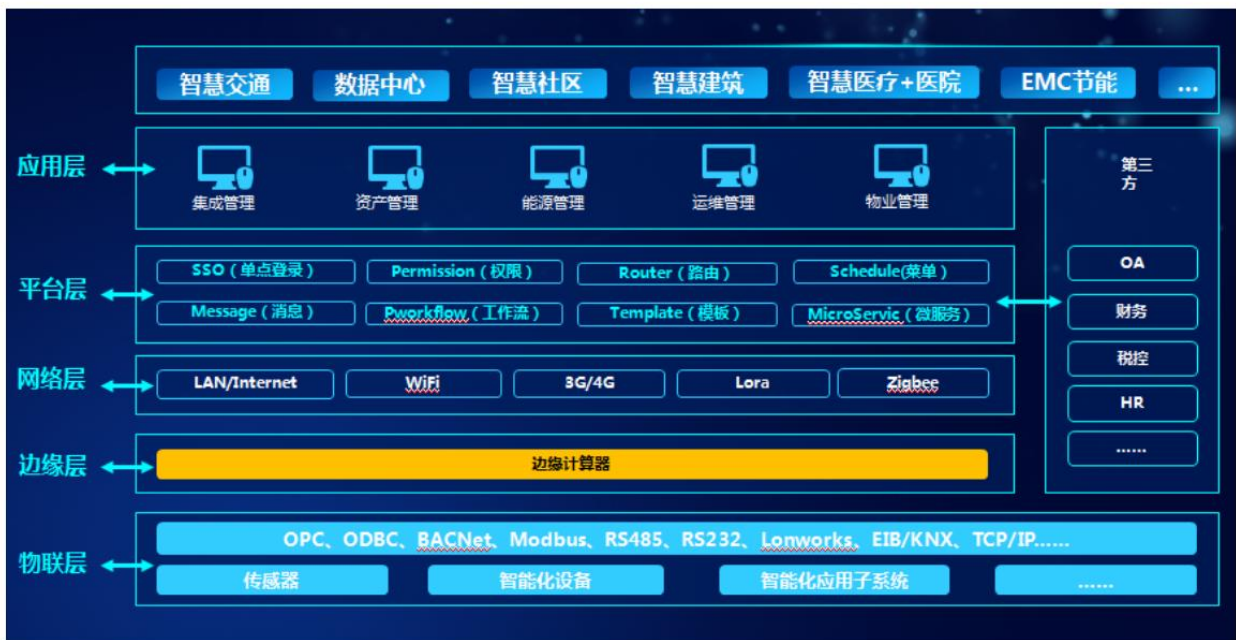 智慧交通 数据中心 智慧社区 智慧建筑 智慧医疗+医院 EMC节能 ...
应用层
集成管理 资产管理 能源管理 运维管理 物业管理
平台层
SSO（单点登录） Permission（权限） Router（路由） Schedule(菜单）
Message（消息） Pworkflow（工作流） Template（模板） MicroServic（微服务）
网络层
LAN/Internet WiFi 3G/4G Lora Zigbee
边缘层
边缘计算器
第三
方
OA
财务
税控
HR
......
物联层
OPC、ODBC、BACNet、Modbus、RS485、RS232、Lonworks、EIB/KNX、TCP/IP......
传感器 智能化设备 智能化应用子系统 ......